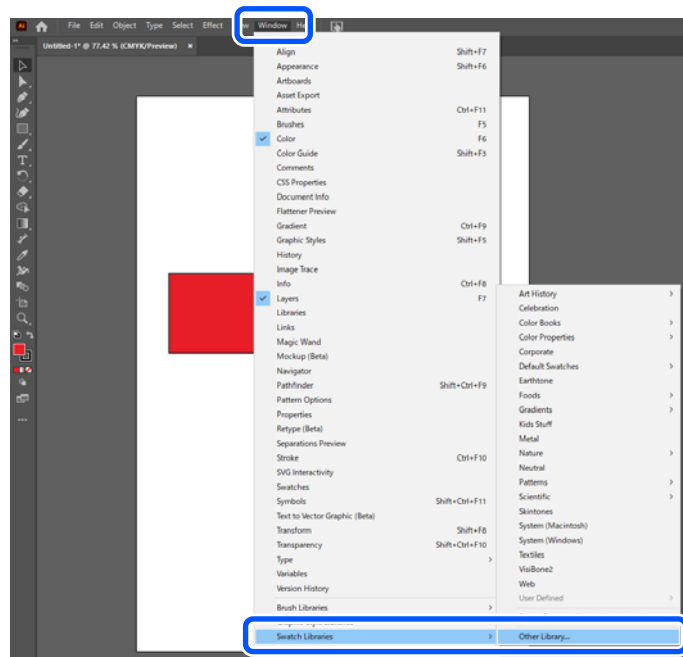 Ai File Edit Object Type Select Effect Window
Untitled-1* @ 77.42 % (CMYK/Preview) ×
Align Shift+F7
Appearance Shift+F6
Artboards
Asset Export
Attributes Ctrl+F11
Brushes F5
Color F6
Color Guide Shift+F3
Comments
CSS Properties
Document Info
Flattener Preview
Gradient Ctrl+F9
Graphic Styles Shift+F5
History
Image Trace
Info Ctrl+F8
Layers F7
Libraries
Links
Magic Wand
Mockup (Beta)
Navigator
Pathfinder Shift+Ctrl+F9
Pattern Options
Properties
Retype (Beta)
Separations Preview
Stroke Ctrl+F10
SVG Interactivity
Swatches
Symbols Shift+Ctrl+F11
Text to Vector Graphic (Beta)
Transform Shift+F8
Transparency Shift+Ctrl+F10
Type
Variables
Version History
Brush Libraries
Swatch Libraries
Art History
Celebration
Color Books
Color Properties
Corporate
Default Swatches
Earthtone
Foods
Gradients
Kids Stuff
Metal
Nature
Neutral
Patterns
Scientific
Skintones
System (Macintosh)
System (Windows)
Textiles
VisiBone2
Web
User Defined
Other Library...